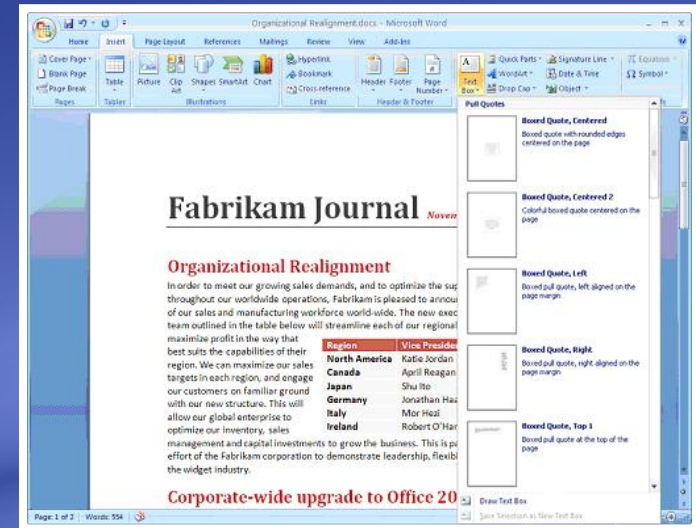 Organizational Realignment.docx - Microsoft Word
Home Insert Page Layout References Mailings Review View Add-Ins
Cover Page
Blank Page
Page Break
Pages
Table
Tables
Picture Clip Art Shapes SmartArt Chart
Illustrations
Hyperlink
Bookmark
Cross-reference
Links
Header Footer Page Number
Header & Footer
Text Box
Quick Parts
WordArt
Drop Cap
Signature Line
Date & Time
Object
Equation
Symbol
Pull Quotes
Boxed Quote, Centered
Boxed quote with rounded edges
centered on the page
Boxed Quote, Centered 2
Colorful boxed quote centered on the
page
Boxed Quote, Left
Boxed pull quote, left aligned on the
page margin
Boxed Quote, Right
Boxed pull quote, right aligned on the
page margin
Boxed Quote, Top 1
Boxed pull quote at the top of the
page
Draw Text Box
Save Selection as New Text Box
Fabrikam Journal
Organizational Realignment
In order to meet our growing sales demands, and to optimize the
throughout our worldwide operations, Fabrikam is pleased to
of our sales and manufacturing workforce world-wide. The new
team outlined in the table below will streamline each of our regional
maximize profit in the way that
best suits the capabilities of their
region. We can maximize our sales
targets in each region, and engage
our customers on familiar ground
with our new structure. This will
allow our global enterprise to
optimize our inventory, sales
Region Vice
North America Katie Jordan
Canada April Reagan
Japan Shu Ito
Germany Jonathan
Italy Mor Hezi
Ireland
management and capital investments to grow the business. This is
effort of the Fabrikam corporation to demonstrate leadership,
the widget industry.
Corporate-wide upgrade to Office 20
Page: 1 of 2 Words: 554